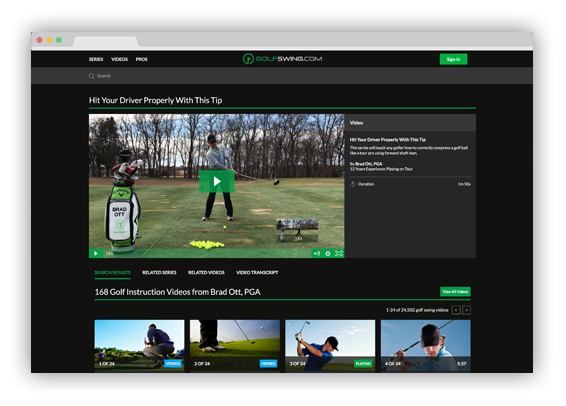 SERIES VIDEOS PROS
GOLFSWING.COM
Sign In
Search
Hit Your Driver Properly With This Tip
Video
Hit Your Driver Properly With This Tip
This series will teach any golfer how to correctly compress a golf ball
like a tour pro using forward shaft lean.
By Brad Ott, PGA
12 Years Experience Playing on Tour
Duration 1m 50s
BRAD
OTT
1:50
SEARCH RESULTS RELATED SERIES RELATED VIDEOS VIDEO TRANSCRIPT
168 Golf Instruction Videos from Brad Ott, PGA
View All Videos
1-24 of 24,502 golf swing videos
1 OF 24 VIEWED
2 OF 24 VIEWED
3 OF 24 PLAYING
4 OF 24 5:27